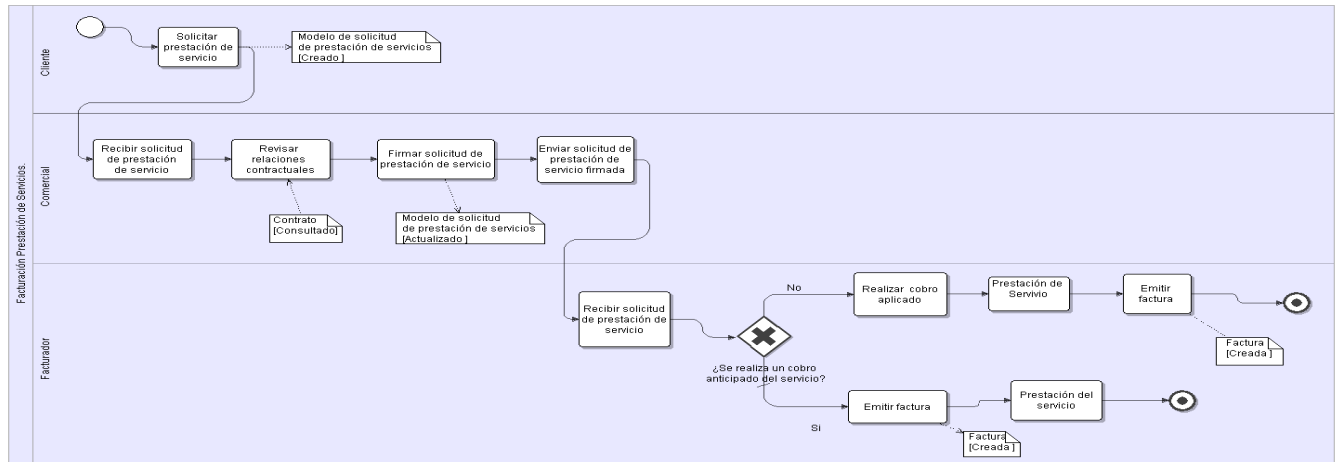 Facturación Prestación de Servicios.
Cliente
Solicitar
prestación de
servicio
Modelo de solicitud
de prestación de servicios
[Creado ]
Comercial
Recibir solicitud
de prestación
de servicio
Revisar
relaciones
contractuales
Firmar solicitud de
prestación de servicio
Enviar solicitud de
prestación de
servicio firmada
Contrato
[Consultado]
Modelo de solicitud
de prestación de servicios
[Actualizado ]
Facturador
Recibir solicitud
de prestación de
servicio
¿Se realiza un cobro
anticipado del servicio?
No
Realizar cobro
aplicado
Prestación de
Servivio
Emitir
factura
Factura
[Creada ]
Si
Emitir factura
Prestación del
servicio
Factura
[Creada ]